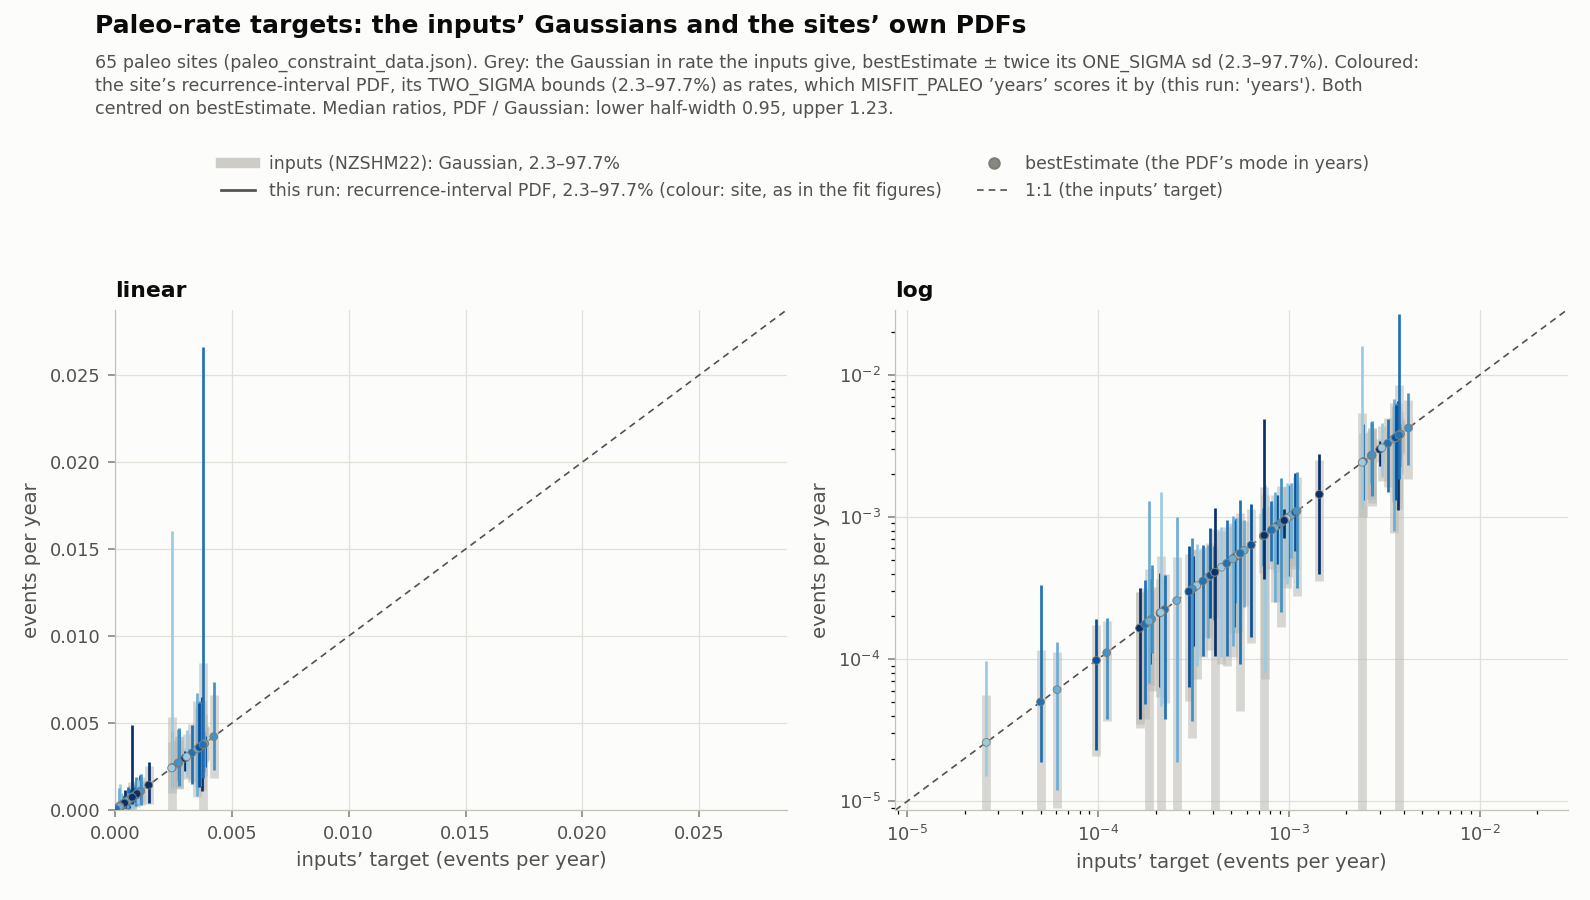 Paleo-rate targets: the inputs’ Gaussians and the sites’ own PDFs
65 paleo sites (paleo_constraint_data.json). Grey: the Gaussian in rate the inputs give, bestEstimate ± twice its ONE_SIGMA sd (2.3–97.7%). Coloured:
the site’s recurrence-interval PDF, its TWO_SIGMA bounds (2.3–97.7%) as rates, which MISFIT_PALEO ’years’ scores it by (this run: 'years'). Both
centred on bestEstimate. Median ratios, PDF / Gaussian: lower half-width 0.95, upper 1.23.
inputs (NZSHM22): Gaussian, 2.3–97.7%
this run: recurrence-interval PDF, 2.3–97.7% (colour: site, as in the fit figures)
bestEstimate (the PDF’s mode in years)
1:1 (the inputs’ target)
linear
0.025
0.020
0.015
0.010
0.005
0.000
events per year
0.000 0.005 0.010 0.015 0.020 0.025
inputs’ target (events per year)
log
10⁻²
10⁻³
10⁻⁴
10⁻⁵
events per year
10⁻⁵ 10⁻⁴ 10⁻³ 10⁻²
inputs’ target (events per year)